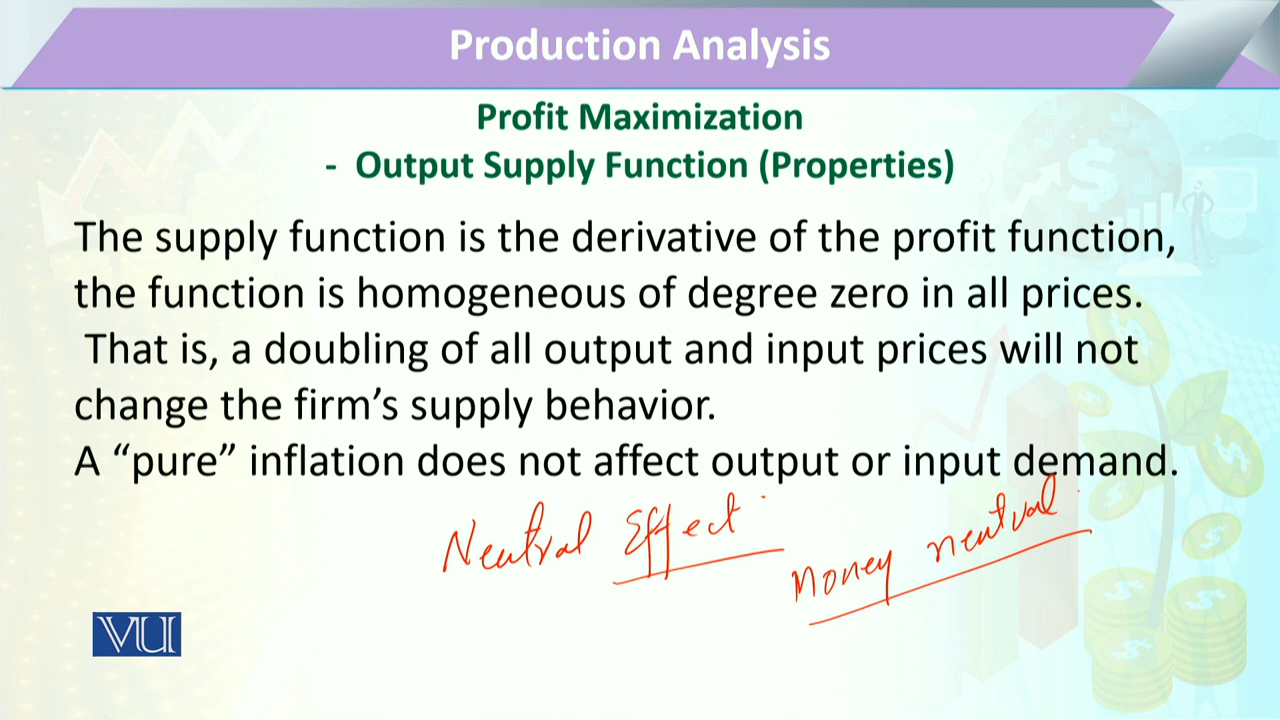 Production Analysis
Profit Maximization
- Output Supply Function (Properties)
The supply function is the derivative of the profit function,
the function is homogeneous of degree zero in all prices.
That is, a doubling of all output and input prices will not
change the firm’s supply behavior.
A “pure” inflation does not affect output or input demand.
Neutral Effect
Money neutral
VU